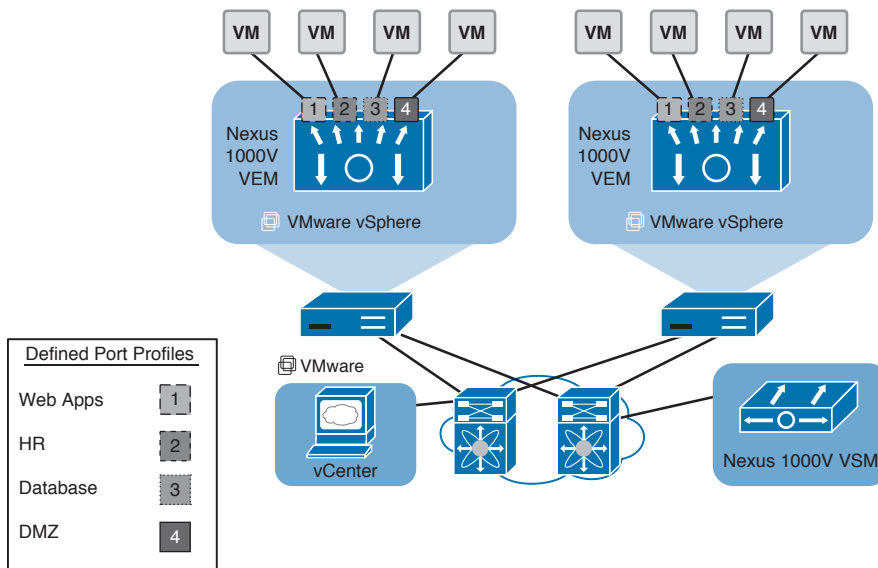 VM VM VM VM VM VM VM VM
1 2 3 4 1 2 3 4
Nexus
1000V
VEM
Nexus
1000V
VEM
VMware vSphere
VMware vSphere
VMware
vCenter
Nexus 1000V VSM
Defined Port Profiles
Web Apps 1
HR 2
Database 3
DMZ 4